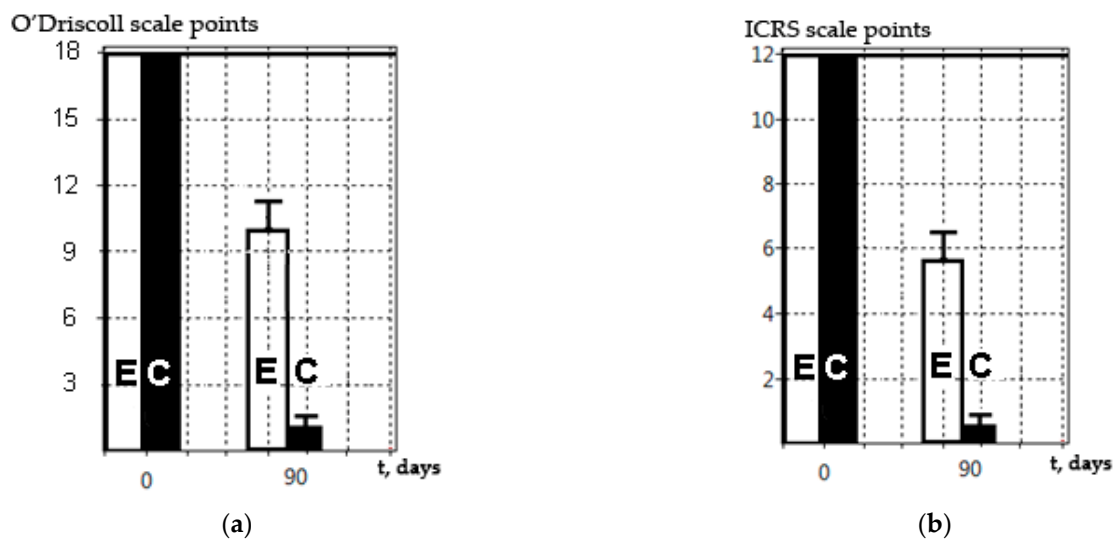 O'Driscoll scale points
18
15
12
9
6
3
E C
E C
0
90
t, days
(a)
ICRS scale points
12
10
8
6
4
2
E C
E C
0
90
t, days
(b)